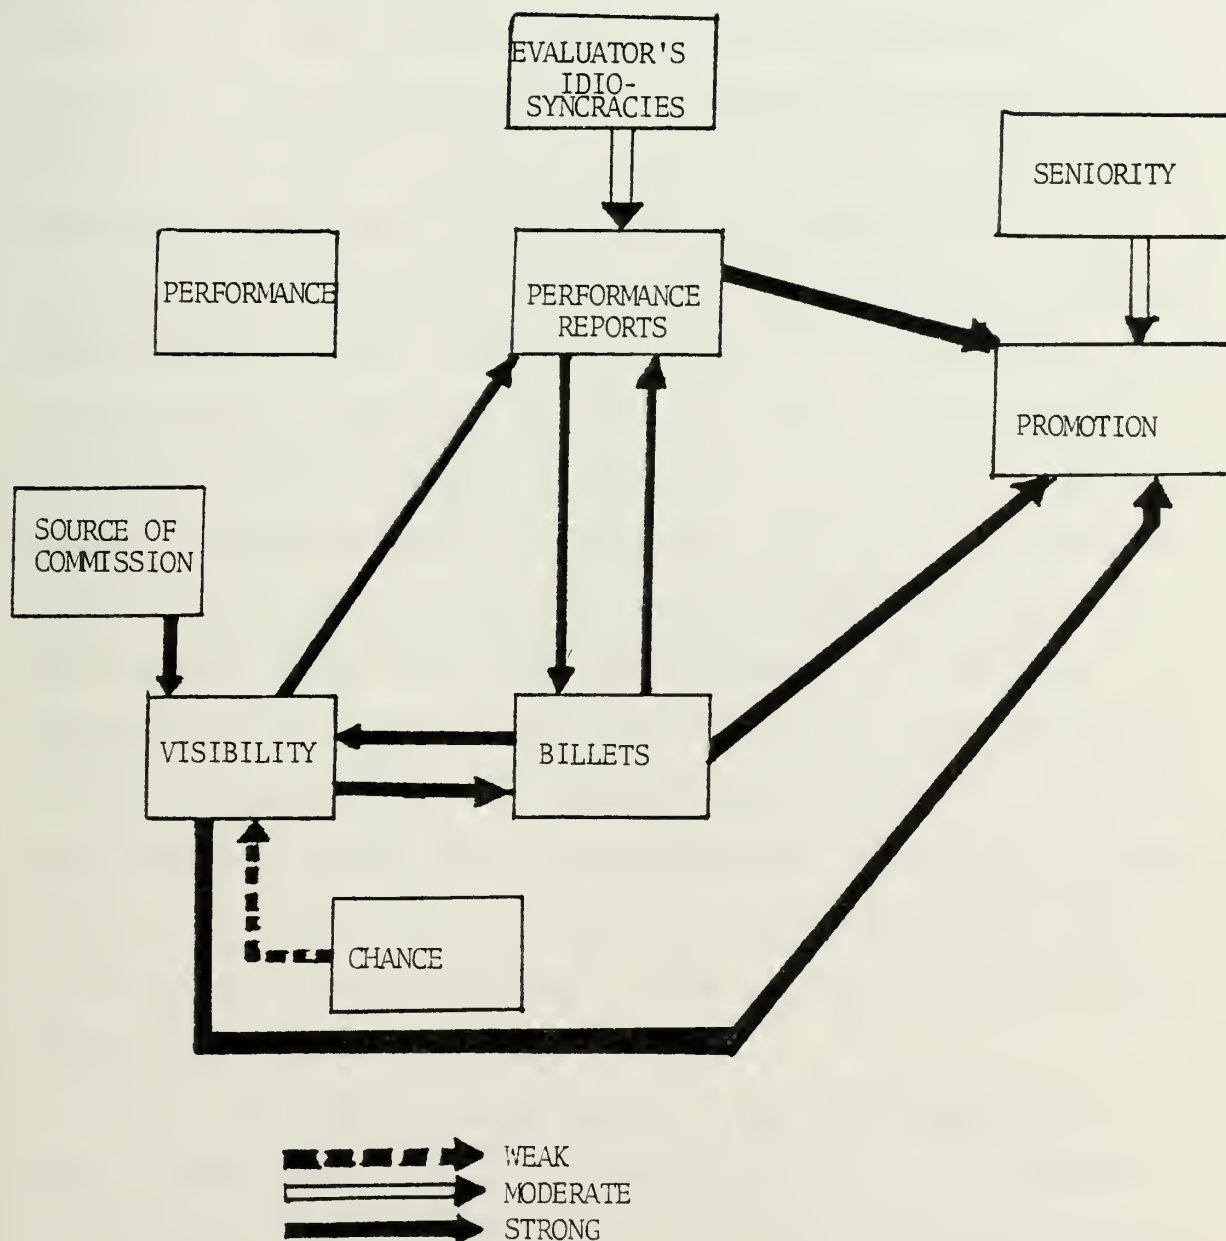 EVALUATOR'S
IDIO-
SYNCRACIES
SENIORITY
PERFORMANCE
PERFORMANCE
REPORTS
PROMOTION
SOURCE OF
COMMISSION
VISIBILITY
BILLETS
CHANCE
WEAK
MODERATE
STRONG